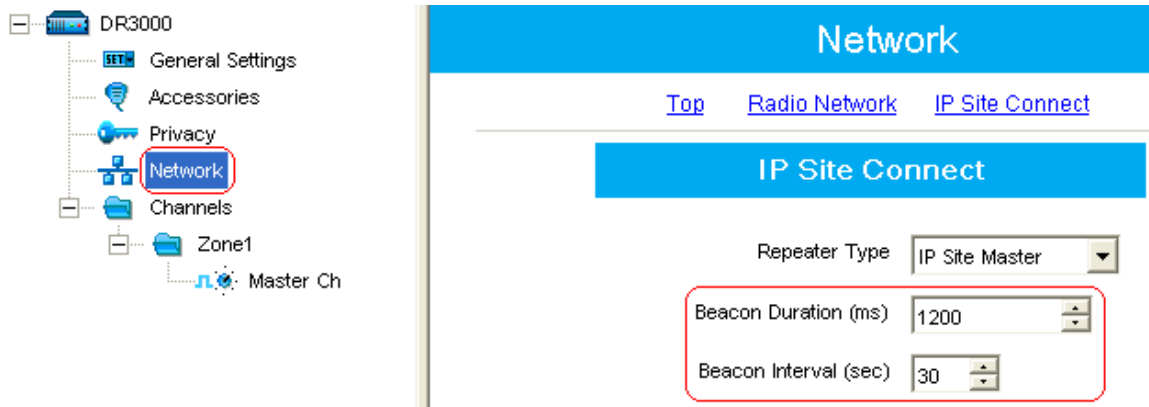 DR3000
SET
General Settings
Accessories
Privacy
Network
Channels
Zone1
Master Ch
Network
Top Radio Network IP Site Connect
IP Site Connect
Repeater Type IP Site Master
Beacon Duration (ms) 1200
Beacon Interval (sec) 30